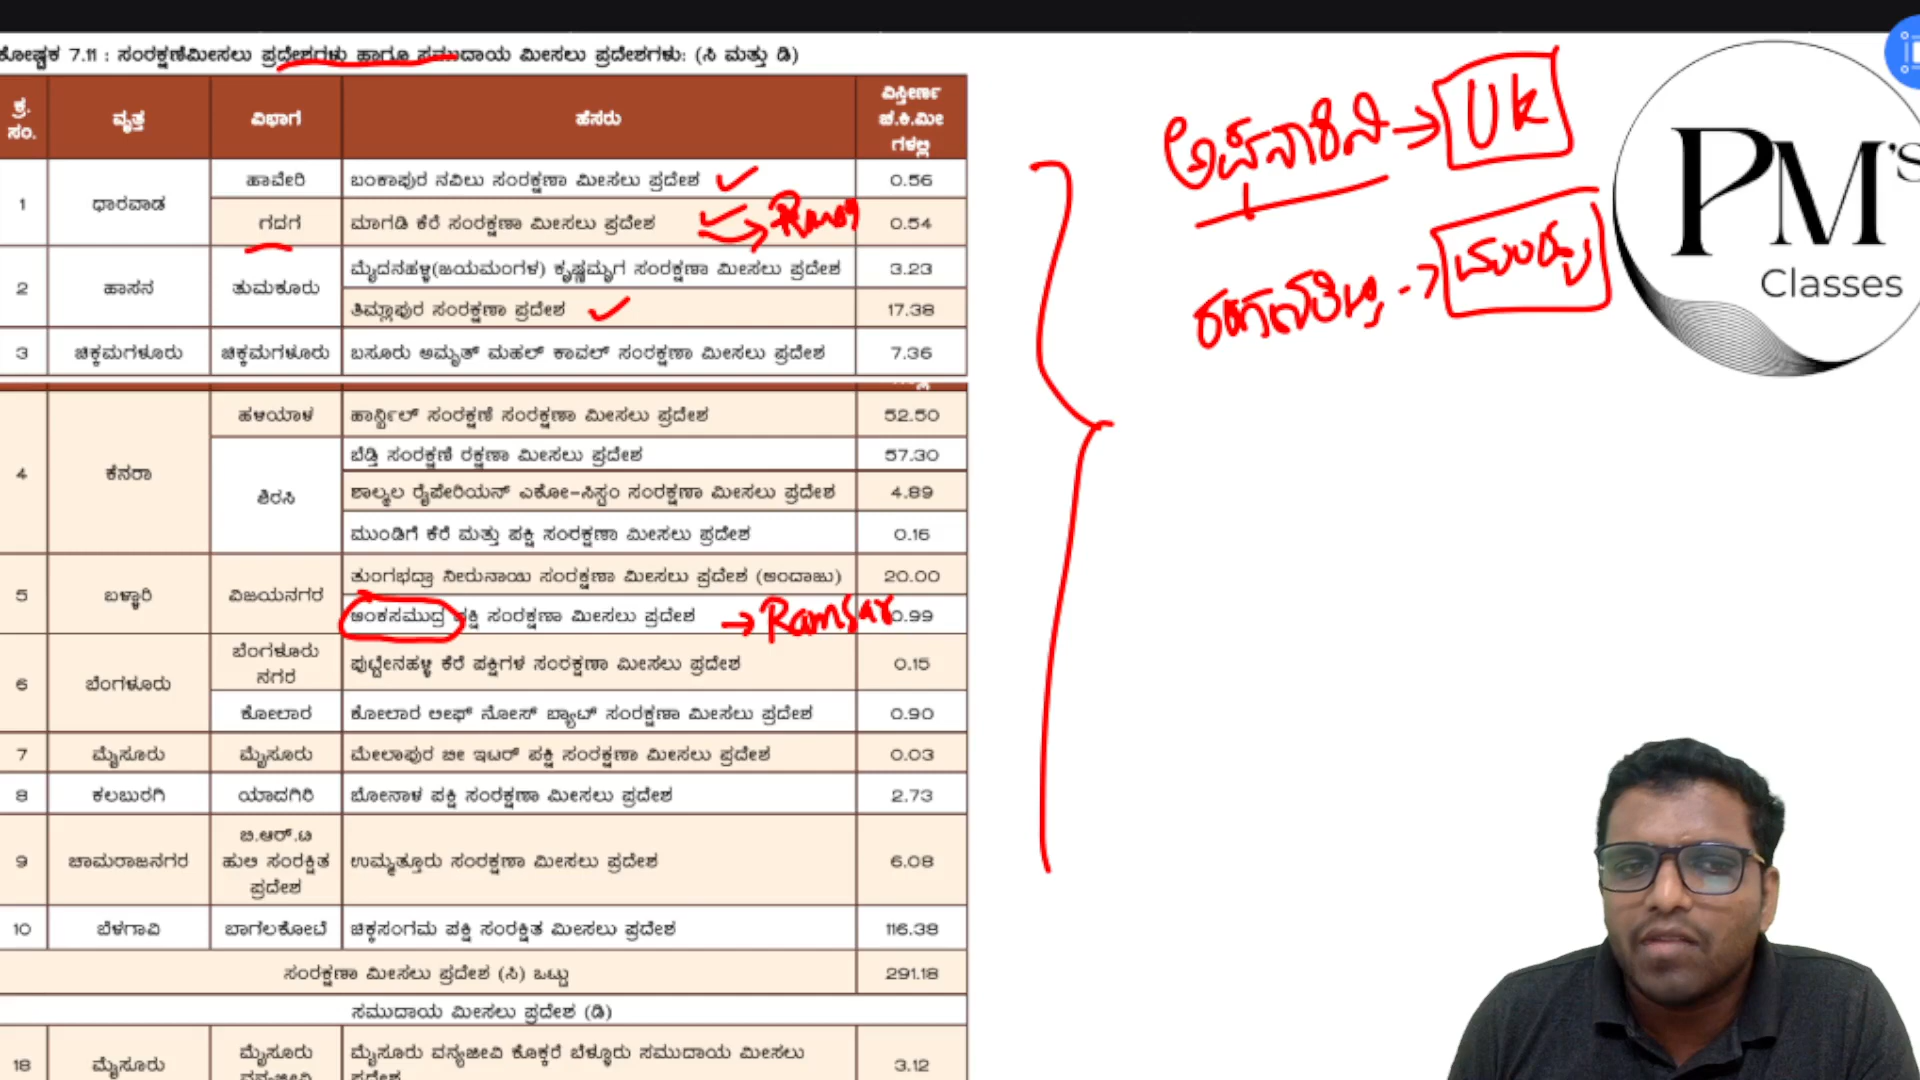 ಕೋಷ್ಟಕ 7.11 : ಸಂರಕ್ಷಣೆಮೀಸಲು ಪ್ರದೇಶಗಳು ಹಾಗೂ ಸಮುದಾಯ ಮೀಸಲು ಪ್ರದೇಶಗಳು: (ಸಿ ಮತ್ತು ಡಿ)
ಕ್ರ. ಸಂ. ವೃತ್ತ ವಿಭಾಗ ಹೆಸರು ವಿಸ್ತೀರ್ಣ ಚ.ಕಿ.ಮೀ ಗಳಲ್ಲಿ
1 ಧಾರವಾಡ ಹಾವೇರಿ ಬಂಕಾಪುರ ನವಿಲು ಸಂರಕ್ಷಣಾ ಮೀಸಲು ಪ್ರದೇಶ 0.56
ಗದಗ ಮಾಗಡಿ ಕೆರೆ ಸಂರಕ್ಷಣಾ ಮೀಸಲು ಪ್ರದೇಶ 0.54
2 ಹಾಸನ ತುಮಕೂರು ಮೈದನಹಳ್ಳಿ(ಜಯಮಂಗಳ) ಕೃಷ್ಣಮೃಗ ಸಂರಕ್ಷಣಾ ಮೀಸಲು ಪ್ರದೇಶ 3.23
ತಿಮ್ಲಾಪುರ ಸಂರಕ್ಷಣಾ ಪ್ರದೇಶ 17.38
3 ಚಿಕ್ಕಮಗಳೂರು ಚಿಕ್ಕಮಗಳೂರು ಬಸೂರು ಅಮೃತ್ ಮಹಲ್ ಕಾವಲ್ ಸಂರಕ್ಷಣಾ ಮೀಸಲು ಪ್ರದೇಶ 7.36
4 ಕೆನರಾ ಹಳಿಯಾಳ ಹಾರ್ನ್ಬಿಲ್ ಸಂರಕ್ಷಣೆ ಸಂರಕ್ಷಣಾ ಮೀಸಲು ಪ್ರದೇಶ 52.50
ಶಿರಸಿ ಬೆಡ್ತಿ ಸಂರಕ್ಷಣೆ ರಕ್ಷಣಾ ಮೀಸಲು ಪ್ರದೇಶ 57.30
ಶಾಲ್ಮಲ ರೈಪೇರಿಯನ್ ಎಕೋ-ಸಿಸ್ಟಂ ಸಂರಕ್ಷಣಾ ಮೀಸಲು ಪ್ರದೇಶ 4.89
ಮುಂಡಿಗೆ ಕೆರೆ ಮತ್ತು ಪಕ್ಷಿ ಸಂರಕ್ಷಣಾ ಮೀಸಲು ಪ್ರದೇಶ 0.16
5 ಬಳ್ಳಾರಿ ವಿಜಯನಗರ ತುಂಗಭದ್ರಾ ನೀರುನಾಯಿ ಸಂರಕ್ಷಣಾ ಮೀಸಲು ಪ್ರದೇಶ (ಅಂದಾಜು) 20.00
ಅಂಕಸಮುದ್ರ ಪಕ್ಷಿ ಸಂರಕ್ಷಣಾ ಮೀಸಲು ಪ್ರದೇಶ → Ramsar 0.99
6 ಬೆಂಗಳೂರು ಬೆಂಗಳೂರು ನಗರ ಪುಟ್ಟೇನಹಳ್ಳಿ ಕೆರೆ ಪಕ್ಷಿಗಳ ಸಂರಕ್ಷಣಾ ಮೀಸಲು ಪ್ರದೇಶ 0.15
ಕೋಲಾರ ಕೋಲಾರ ಲೀಫ್ ನೋಸ್ ಬ್ಯಾಟ್ ಸಂರಕ್ಷಣಾ ಮೀಸಲು ಪ್ರದೇಶ 0.90
7 ಮೈಸೂರು ಮೈಸೂರು ಮೇಲಾಪುರ ಬೀ ಇಟರ್ ಪಕ್ಷಿ ಸಂರಕ್ಷಣಾ ಮೀಸಲು ಪ್ರದೇಶ 0.03
8 ಕಲಬುರಗಿ ಯಾದಗಿರಿ ಬೋನಾಳ ಪಕ್ಷಿ ಸಂರಕ್ಷಣಾ ಮೀಸಲು ಪ್ರದೇಶ 2.73
9 ಚಾಮರಾಜನಗರ ಬಿ.ಆರ್.ಟಿ ಹುಲಿ ಸಂರಕ್ಷಿತ ಪ್ರದೇಶ ಉಮ್ಮತ್ತೂರು ಸಂರಕ್ಷಣಾ ಮೀಸಲು ಪ್ರದೇಶ 6.08
10 ಬೆಳಗಾವಿ ಬಾಗಲಕೋಟೆ ಚಿಕ್ಕಸಂಗಮ ಪಕ್ಷಿ ಸಂರಕ್ಷಿತ ಮೀಸಲು ಪ್ರದೇಶ 116.38
ಸಂರಕ್ಷಣಾ ಮೀಸಲು ಪ್ರದೇಶ (ಸಿ) ಒಟ್ಟು 291.18
ಸಮುದಾಯ ಮೀಸಲು ಪ್ರದೇಶ (ಡಿ)
18 ಮೈಸೂರು ಮೈಸೂರು ಮೈಸೂರು ವನ್ಯಜೀವಿ ಕೊಕ್ಕರೆ ಬೆಳ್ಳೂರು ಸಮುದಾಯ ಮೀಸಲು 3.12
→ UK
PM's
Classes